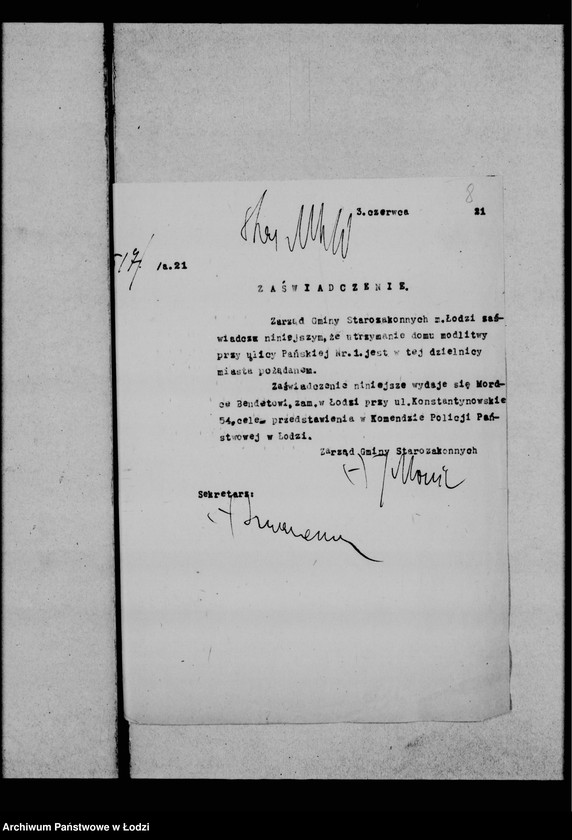 8
3. czerwca 21
/a.21
ZAŚWIADCZENIE.
Zarząd Gminy Starozakonnych m.Łodzi zaś-
wiadcza niniejszym, że utrzymanie domu modlitwy
przy ulicy Pańskiej Nr.1.jest w tej dzielnicy
miasta pożądanem.
Zaświadczenie niniejsze wydaje się Mord-
ce Bendetowi, zam.w Łodzi przy ul.Konstantynowskie
54,celem przedstawienia w Komendzie Policji Pań-
stwowej w Łodzi.
Zarząd Gminy Starozakonnych
Sekretarz:
Archiwum Państwowe w Łodzi